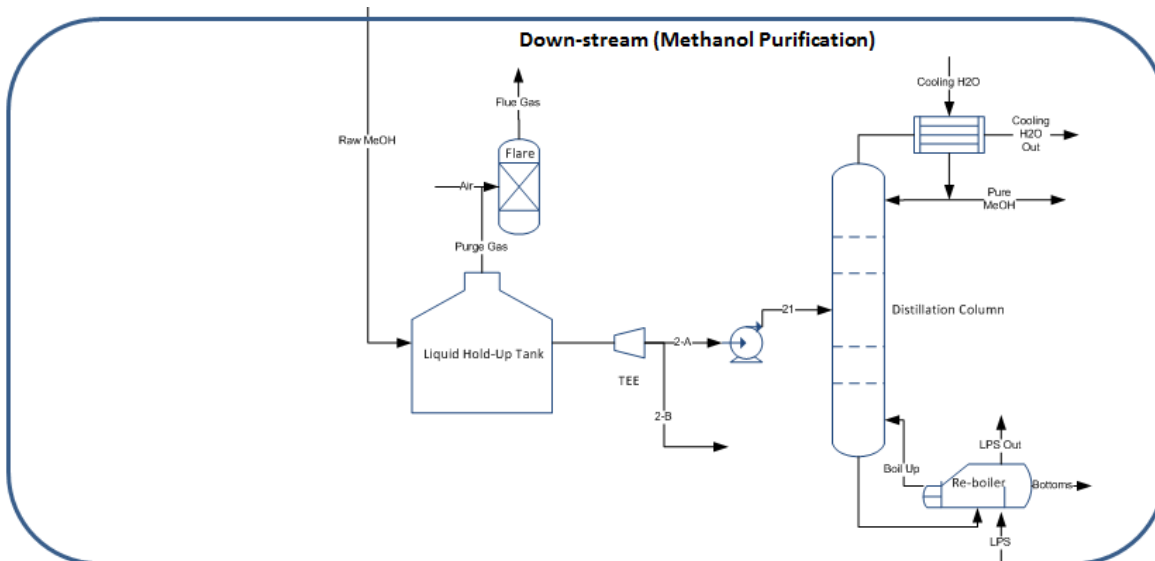 Down-stream (Methanol Purification)
Cooling H2O
Flue Gas
Cooling
H2O
Out
Raw MeOH
Flare
Air
Pure
MeOH
Purge Gas
21
Distillation Column
2-A
Liquid Hold-Up Tank
TEE
2-B
LPS Out
Boil Up
Re-boiler
Bottoms
LPS